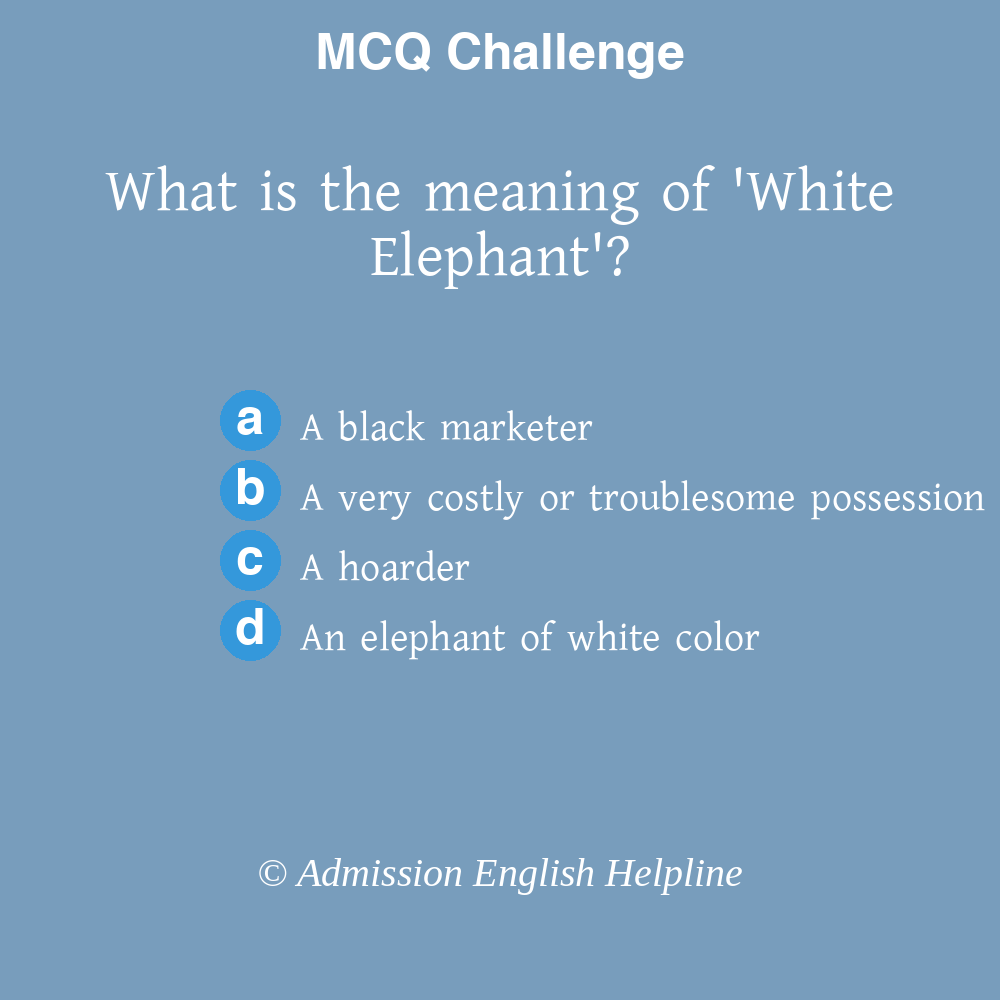 MCQ Challenge
What is the meaning of 'White
Elephant'?
a A black marketer
b A very costly or troublesome possession
c A hoarder
d An elephant of white color
© Admission English Helpline